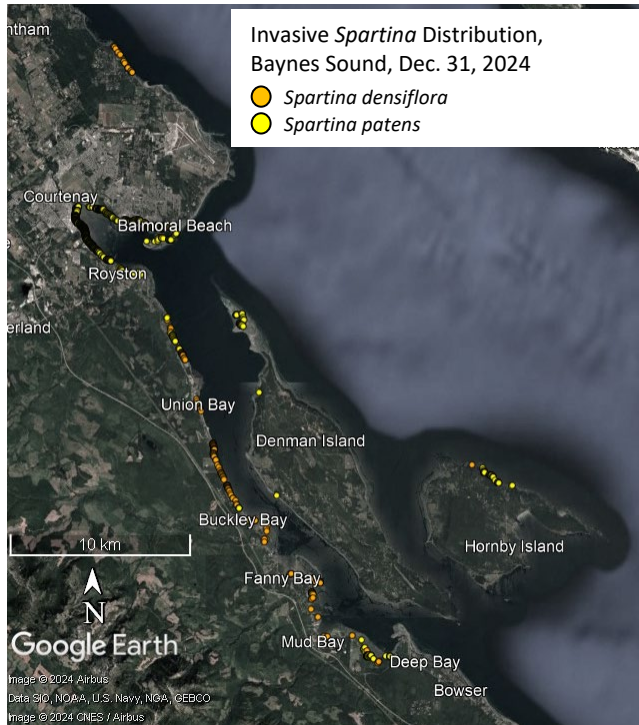 ntham
Invasive Spartina Distribution,
Baynes Sound, Dec. 31, 2024
Spartina densiflora
Spartina patens
Courtenay
Balmoral Beach
Royston
erland
Union Bay
Denman Island
Buckley Bay
Hornby Island
10 km
Fanny Bay
N
Mud Bay
Google Earth
Deep Bay
Image © 2024 Airbus
Data SIO, NOAA, U.S. Navy, NGA, GEBCO
Bowser
Image © 2024 CNES / Airbus